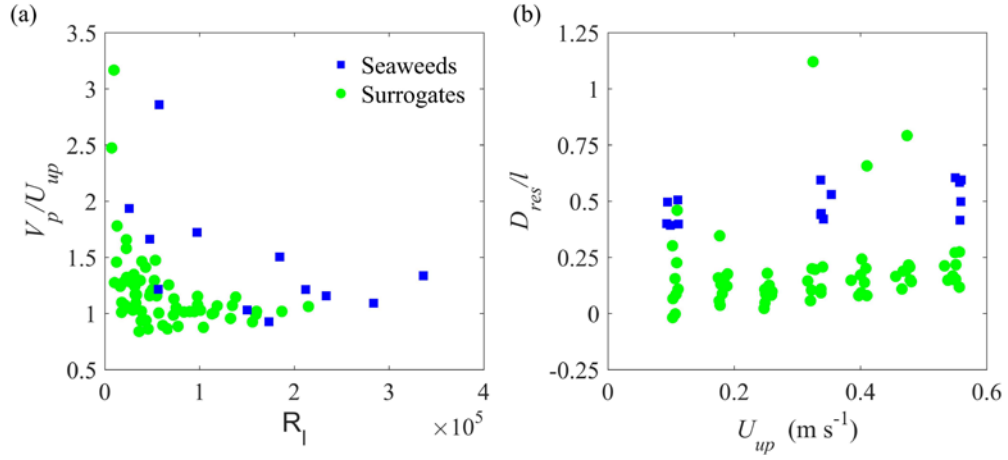 (a)
3.5
3
2.5
2
1.5
1
0.5
V_p/U_up
0 1 2 3 4
×10^5
R_l
Seaweeds
Surrogates
(b)
1.25
1
0.75
0.5
0.25
0
-0.25
D_res/l
0 0.2 0.4 0.6
U_up (m s^-1)